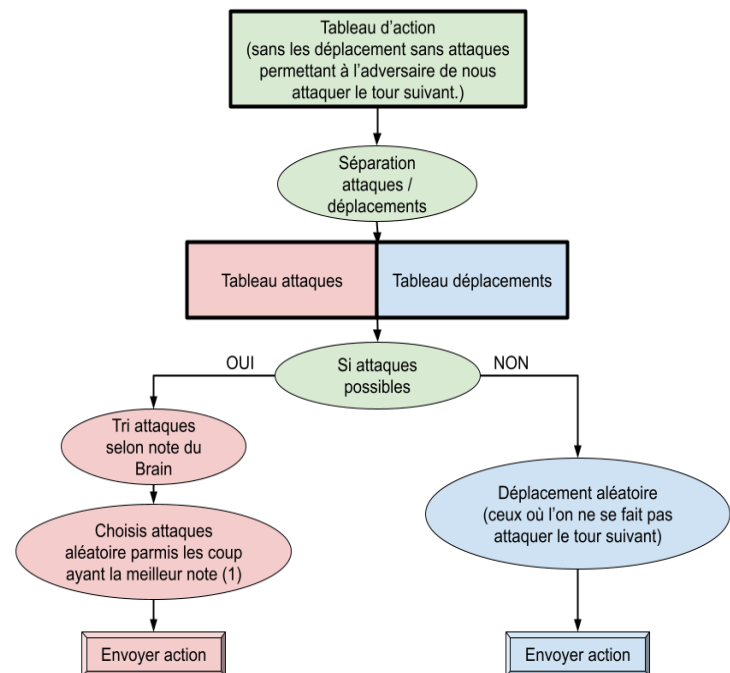 Tableau d'action
(sans les déplacement sans attaques
permettant à l'adversaire de nous
attaquer le tour suivant.)
Séparation
attaques /
déplacements
Tableau attaques
Tableau déplacements
Si attaques
possibles
OUI
NON
Tri attaques
selon note du
Brain
Choisis attaques
aléatoire parmis les coup
ayant la meilleur note (1)
Envoyer action
Déplacement aléatoire
(ceux où l'on ne se fait pas
attaquer le tour suivant)
Envoyer action